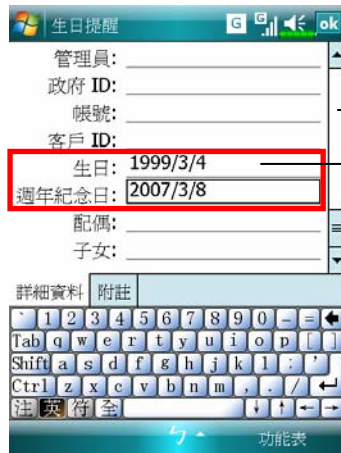 生日提醒 G G ok
管理員:
政府 ID:
帳號:
客戶 ID:
生日: 1999/3/4
週年紀念日: 2007/3/8
配偶:
子女:
詳細資料 附註
` 1 2 3 4 5 6 7 8 9 0 - =
Tab q w e r t y u i o p [ ]
Shift a s d f g h j k l ; '
Ctrl z x c v b n m , . /
注 英 符 全
ㄅ 功能表